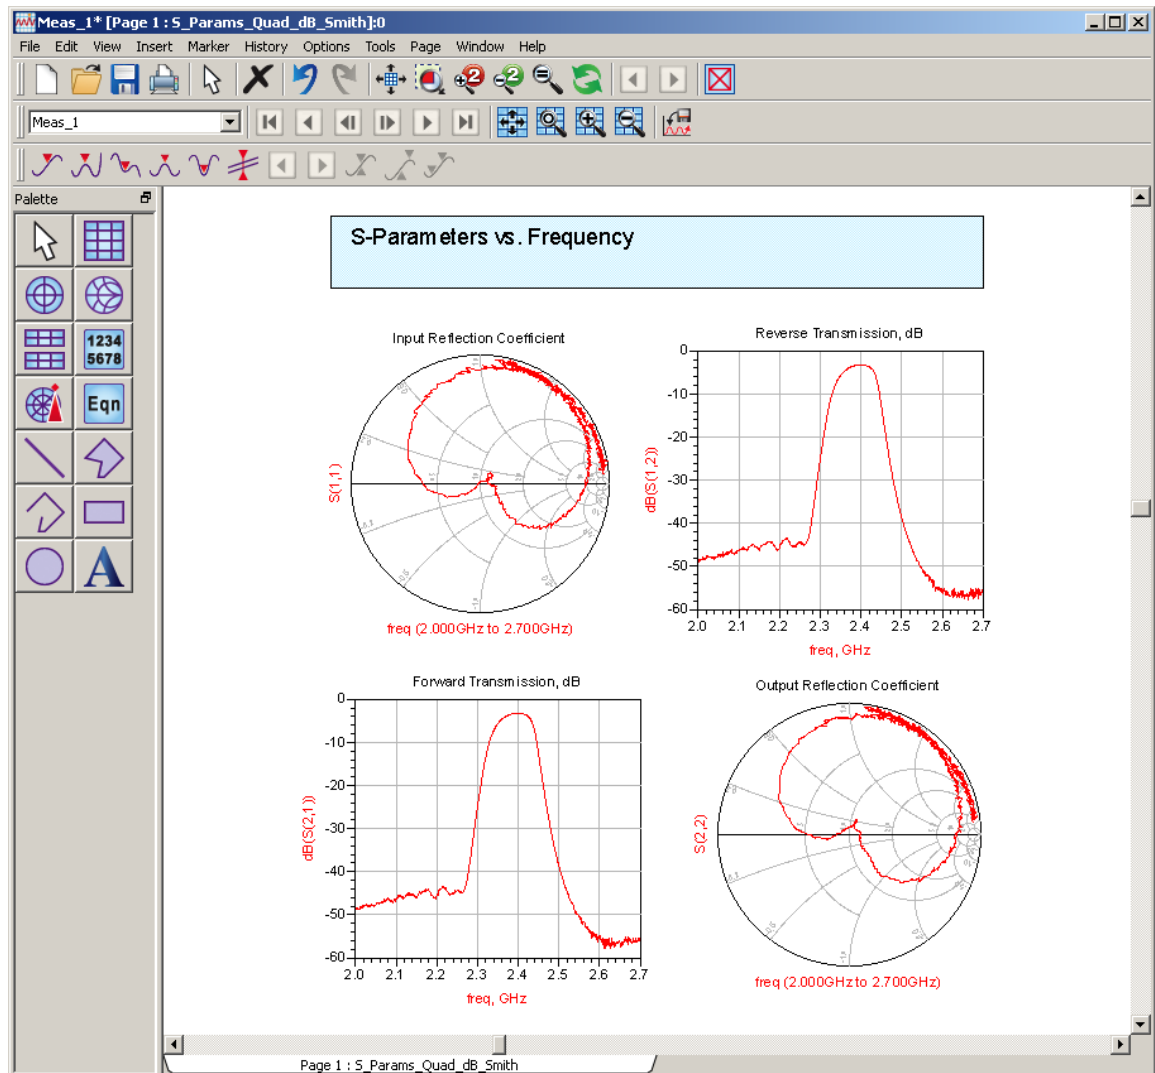 Meas_1* [Page 1 : S_Params_Quad_dB_Smith]:0
File Edit View Insert Marker History Options Tools Page Window Help
Meas_1
Palette
1234
5678
Eqn
A
S-Parameters vs. Frequency
Input Reflection Coefficient
S(1,1)
freq (2.000GHz to 2.700GHz)
Reverse Transmission, dB
dB(S(1,2))
0
-10
-20
-30
-40
-50
-60
2.0 2.1 2.2 2.3 2.4 2.5 2.6 2.7
freq, GHz
Forward Transmission, dB
dB(S(2,1))
0
-10
-20
-30
-40
-50
-60
2.0 2.1 2.2 2.3 2.4 2.5 2.6 2.7
freq, GHz
Output Reflection Coefficient
S(2,2)
freq (2.000GHz to 2.700GHz)
Page 1 : S_Params_Quad_dB_Smith